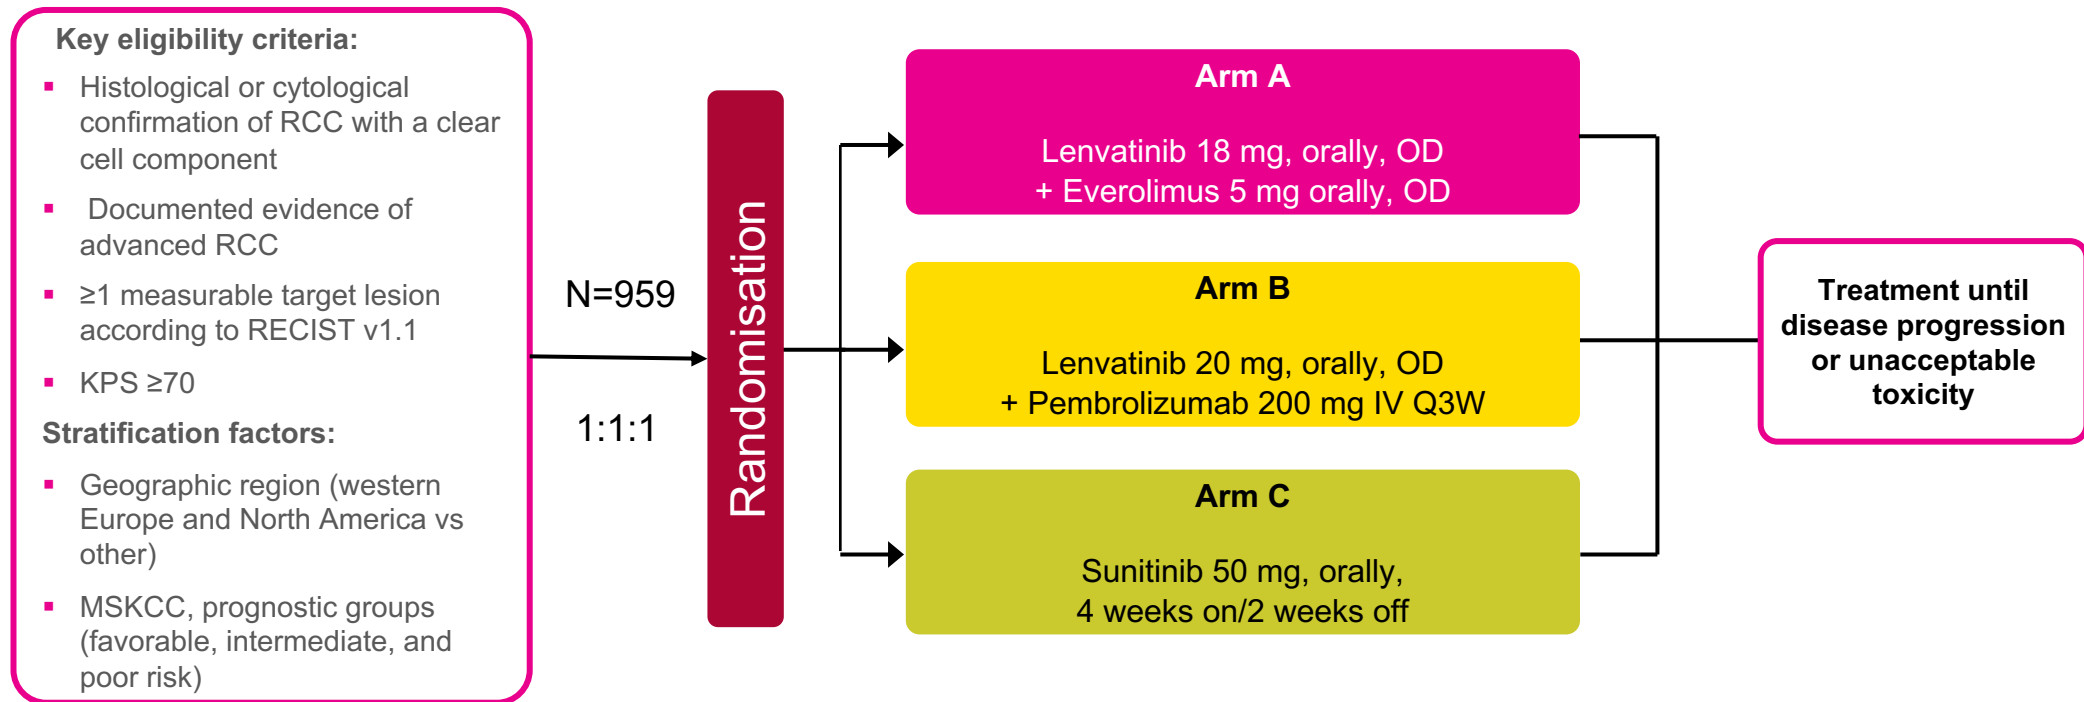 Key eligibility criteria:
▪ Histological or cytological
confirmation of RCC with a clear
cell component
▪ Documented evidence of
advanced RCC
▪ ≥1 measurable target lesion
according to RECIST v1.1
▪ KPS ≥70
Stratification factors:
▪ Geographic region (western
Europe and North America vs
other)
▪ MSKCC, prognostic groups
(favorable, intermediate, and
poor risk)
N=959
1:1:1
Randomisation
Arm A
Lenvatinib 18 mg, orally, OD
+ Everolimus 5 mg orally, OD
Arm B
Lenvatinib 20 mg, orally, OD
+ Pembrolizumab 200 mg IV Q3W
Arm C
Sunitinib 50 mg, orally,
4 weeks on/2 weeks off
Treatment until
disease progression
or unacceptable
toxicity